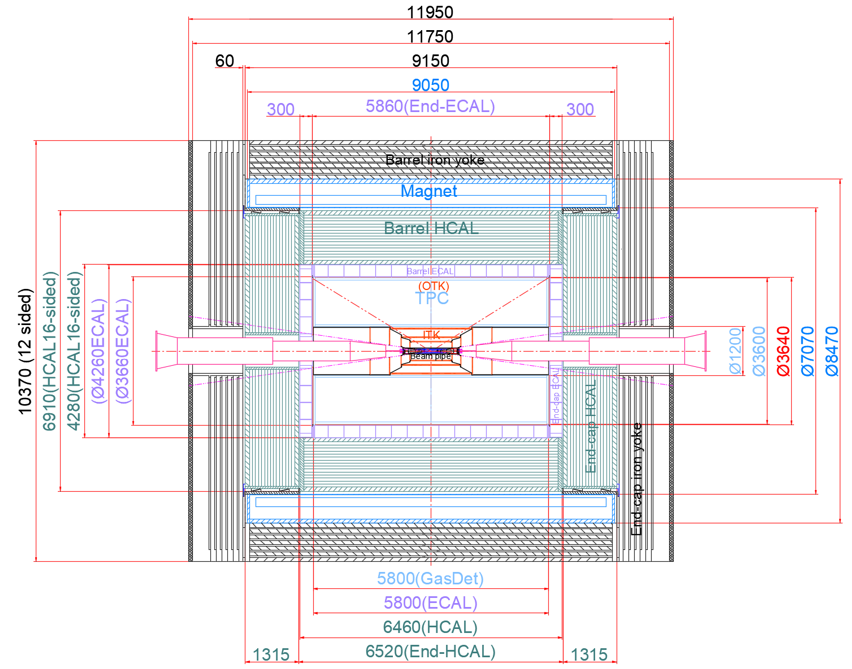 11950
11750
60
9150
9050
300
5860(End-ECAL)
300
Barrel iron yoke
Magnet
Barrel HCAL
Barrel ECAL
(OTK)
TPC
ITK
Beam pipe
End-cap ECAL
End-cap HCAL
End-cap iron yoke
10370 (12 sided)
6910(HCAL16-sided)
4280(HCAL16-sided)
(Ø4260ECAL)
(Ø3660ECAL)
Ø1200
Ø3600
Ø3640
Ø7070
Ø8470
5800(GasDet)
5800(ECAL)
6460(HCAL)
1315
6520(End-HCAL)
1315